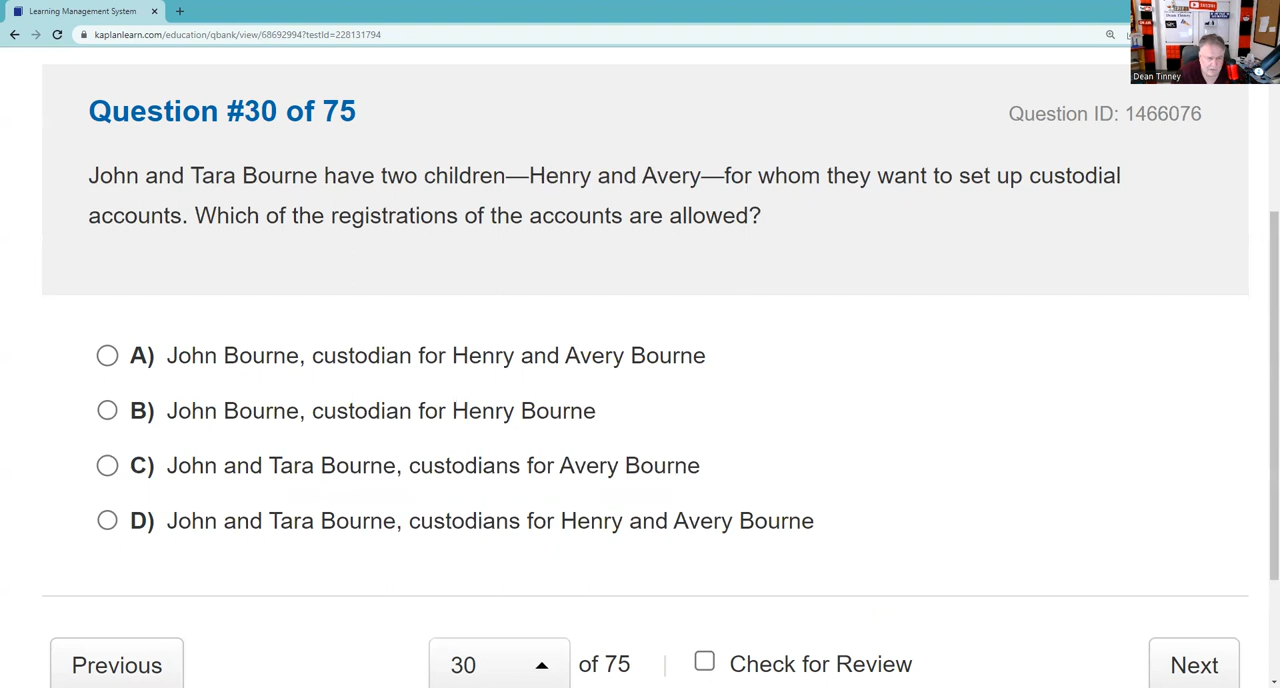 Learning Management System
kaplanlearn.com/education/qbank/view/68692994?testId=228131794
Dean Tinney
Question #30 of 75
Question ID: 1466076
John and Tara Bourne have two children—Henry and Avery—for whom they want to set up custodial
accounts. Which of the registrations of the accounts are allowed?
A) John Bourne, custodian for Henry and Avery Bourne
B) John Bourne, custodian for Henry Bourne
C) John and Tara Bourne, custodians for Avery Bourne
D) John and Tara Bourne, custodians for Henry and Avery Bourne
Previous
30
of 75
Check for Review
Next